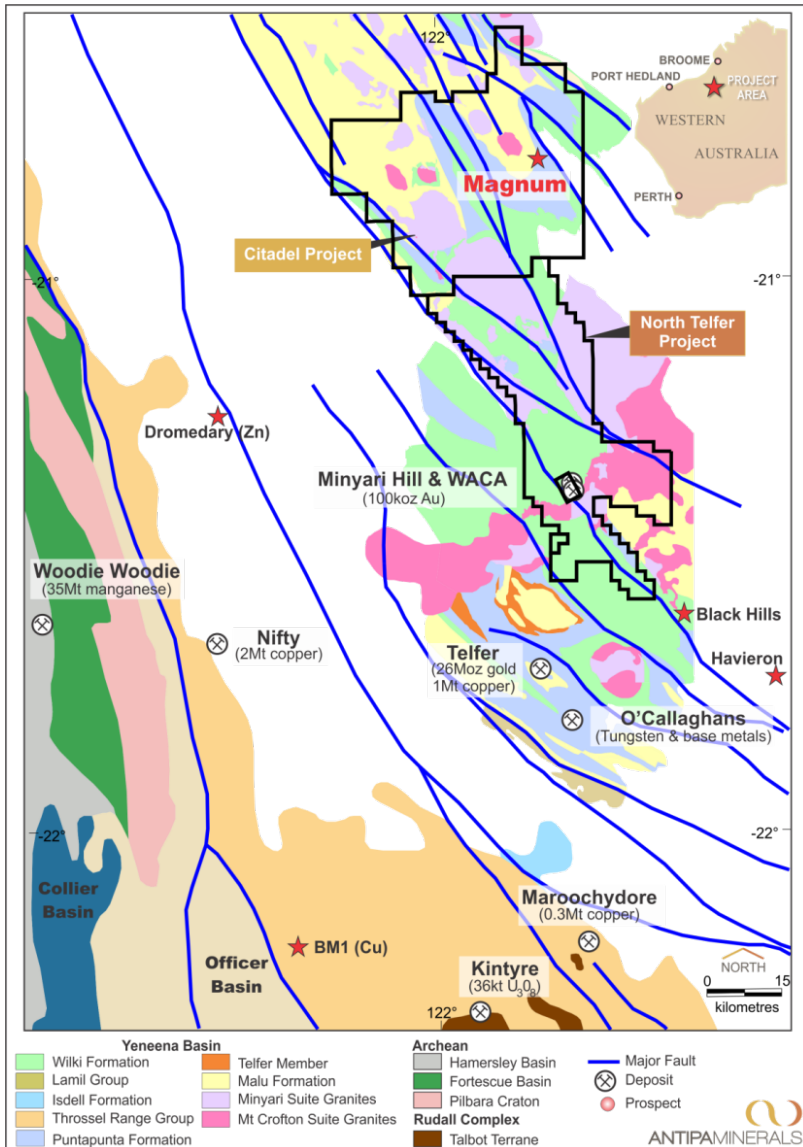 122°
BROOME
PORT HEDLAND
PROJECT
AREA
WESTERN
AUSTRALIA
PERTH
Magnum
Citadel Project
-21°
-21°
North Telfer
Project
Dromedary (Zn)
Minyari Hill & WACA
(100koz Au)
Woodie Woodie
(35Mt manganese)
Nifty
(2Mt copper)
Black Hills
Telfer
(26Moz gold
1Mt copper)
Havieron
O'Callaghans
(Tungsten & base metals)
-22°
-22°
Collier
Basin
Maroochydore
(0.3Mt copper)
BM1 (Cu)
Officer
Basin
Kintyre
(36kt U₃0₈)
NORTH
0 15
kilometres
122°
Yeneena Basin
Wilki Formation
Lamil Group
Isdell Formation
Throssel Range Group
Puntapunta Formation
Telfer Member
Malu Formation
Minyari Suite Granites
Mt Crofton Suite Granites
Archean
Hamersley Basin
Fortescue Basin
Pilbara Craton
Rudall Complex
Talbot Terrane
Major Fault
Deposit
Prospect
ANTIPAMINERALS